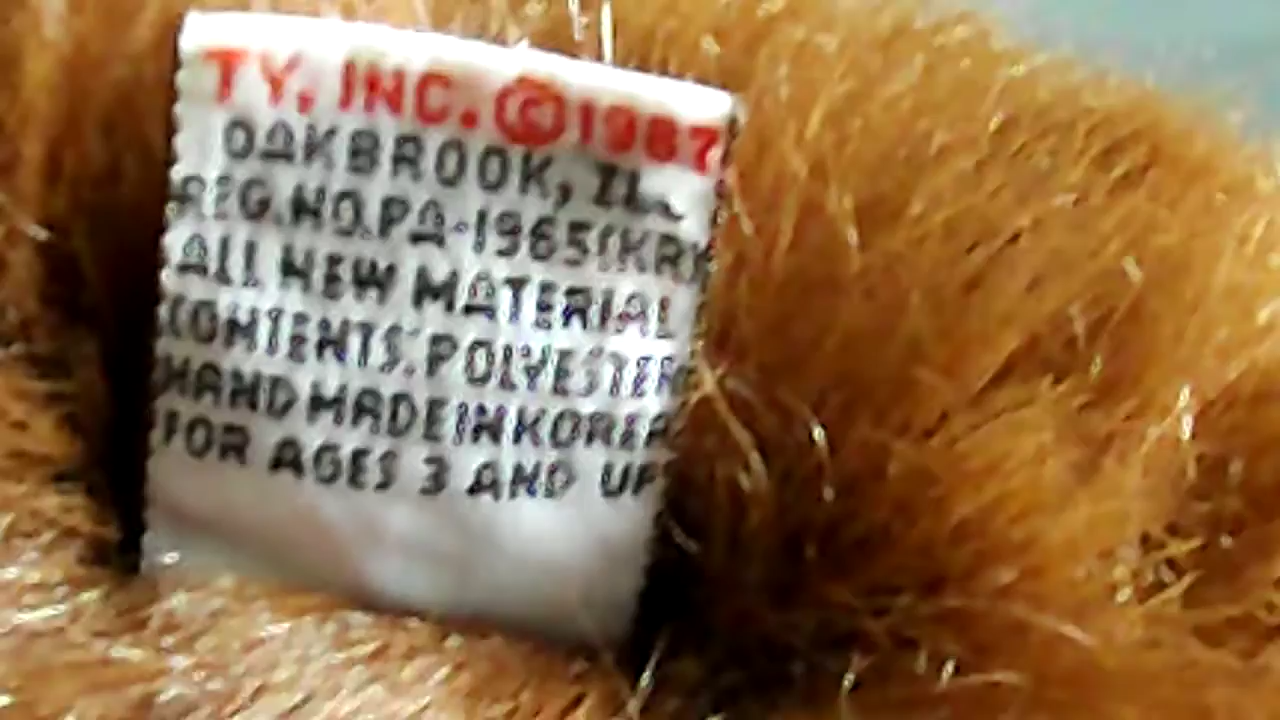 TY, INC. ©1987
OAKBROOK, IL.
REG.NO.PA-1965(KR)
ALL NEW MATERIAL
CONTENTS:POLYESTER
HAND MADE IN KOREA
FOR AGES 3 AND UP